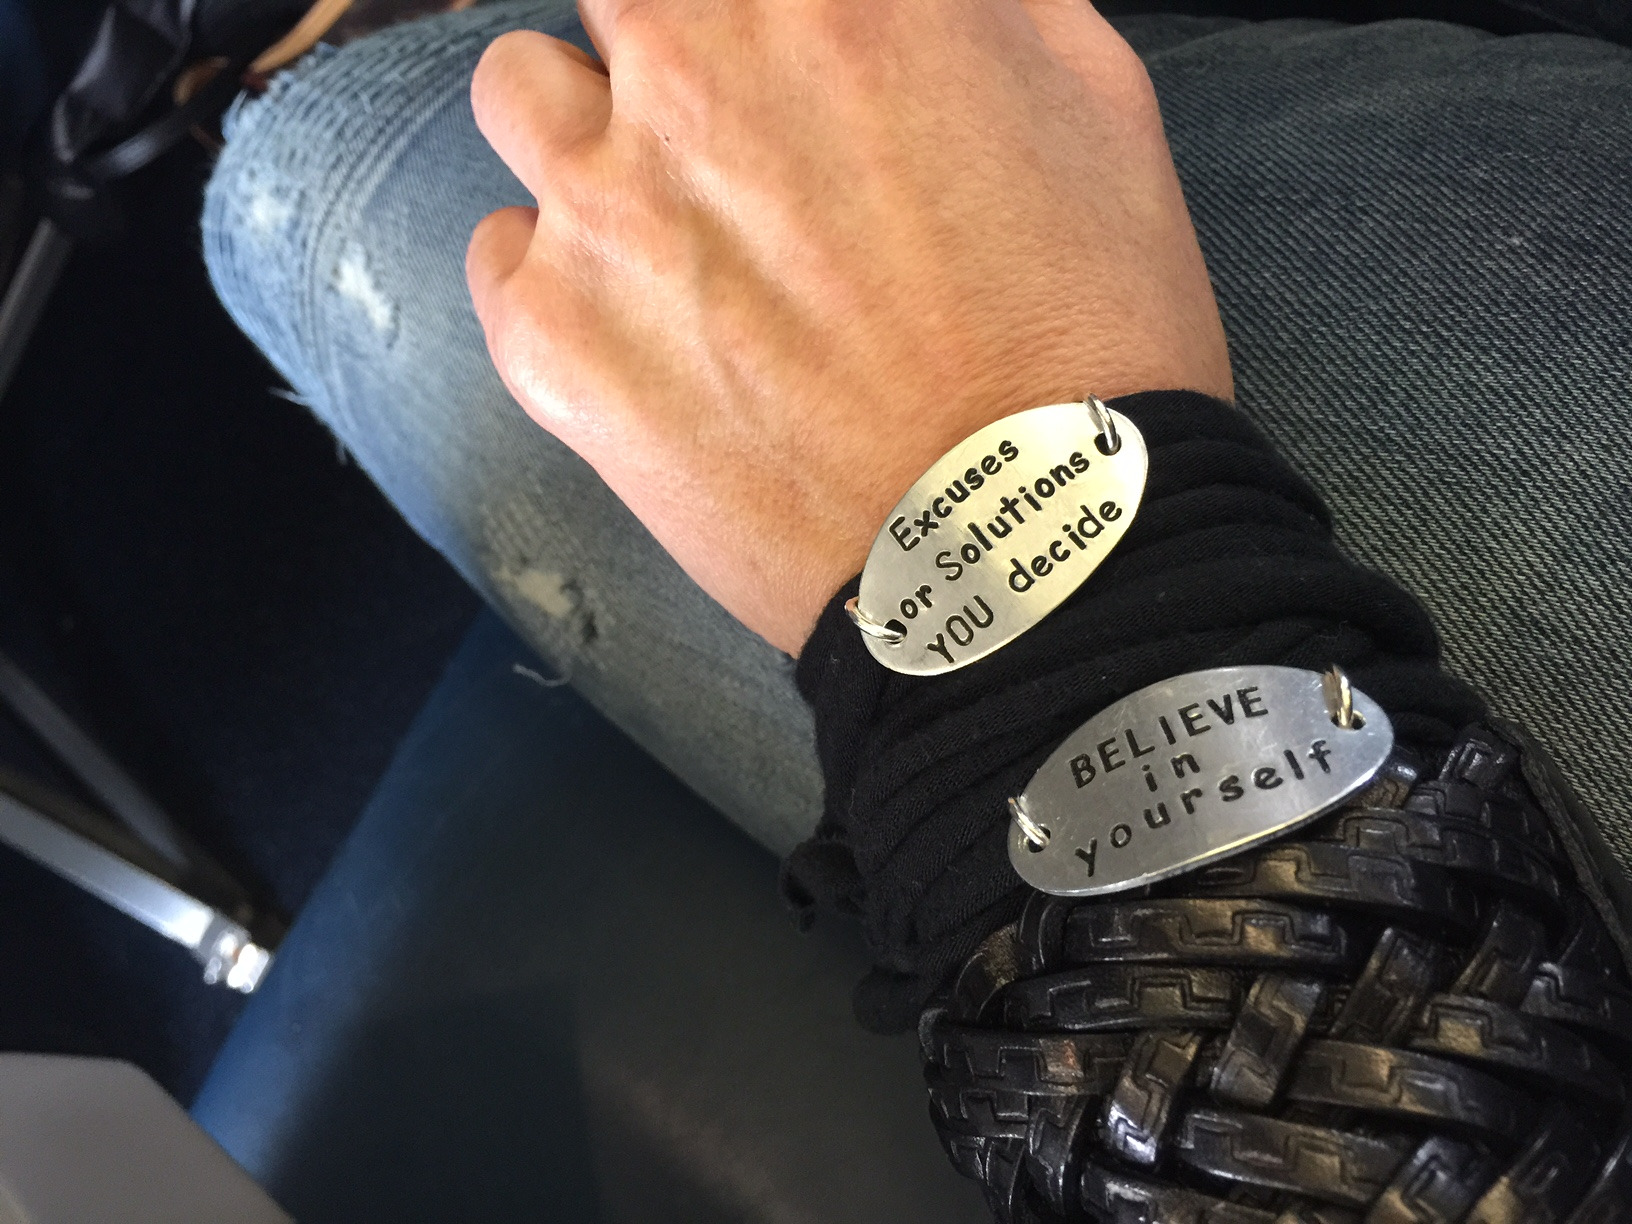 Excuses
or Solutions
YOU decide
BELIEVE
in
yourself